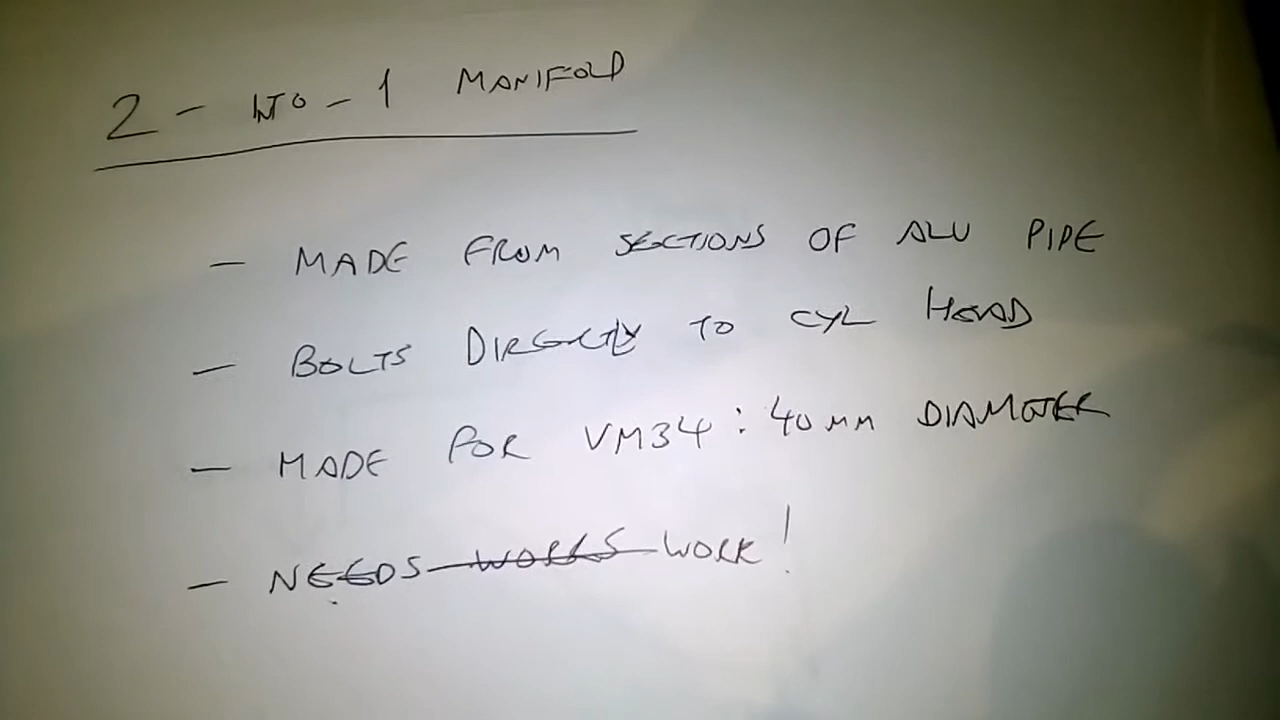 2 - INTO - 1 MANIFOLD
- MADE FROM SECTIONS OF ALU PIPE
- BOLTS DIRECTLY TO CYL HEAD
- MADE FOR VM34 : 40MM DIAMETER
- NEEDS WORKS WORK!